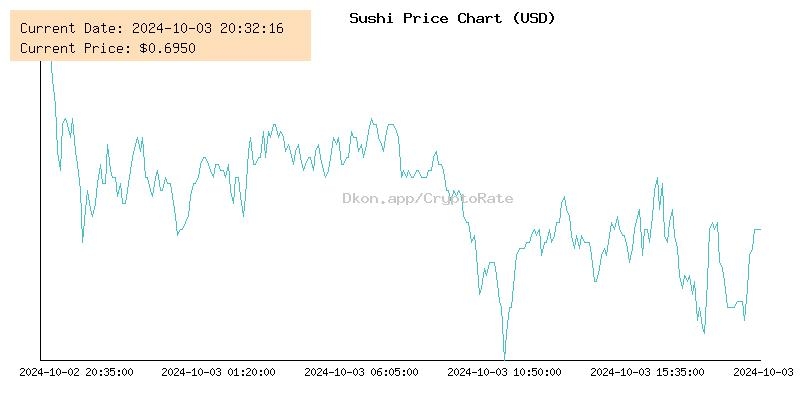 Sushi Price Chart (USD)
Current Date: 2024-10-03 20:32:16
Current Price: $0.6950
Dkon.app/CryptoRate
2024-10-02 20:35:00 2024-10-03 01:20:00 2024-10-03 06:05:00 2024-10-03 10:50:00 2024-10-03 15:35:00 2024-10-03